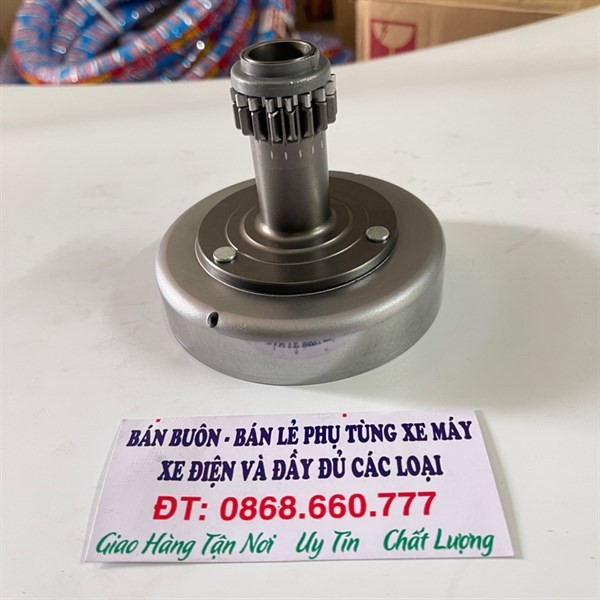 BÁN BUÔN - BÁN LẺ PHỤ TÙNG XE MÁY
XE ĐIỆN VÀ ĐẦY ĐỦ CÁC LOẠI
ĐT: 0868.660.777
Giao Hàng Tận Nơi Uy Tín Chất Lượng